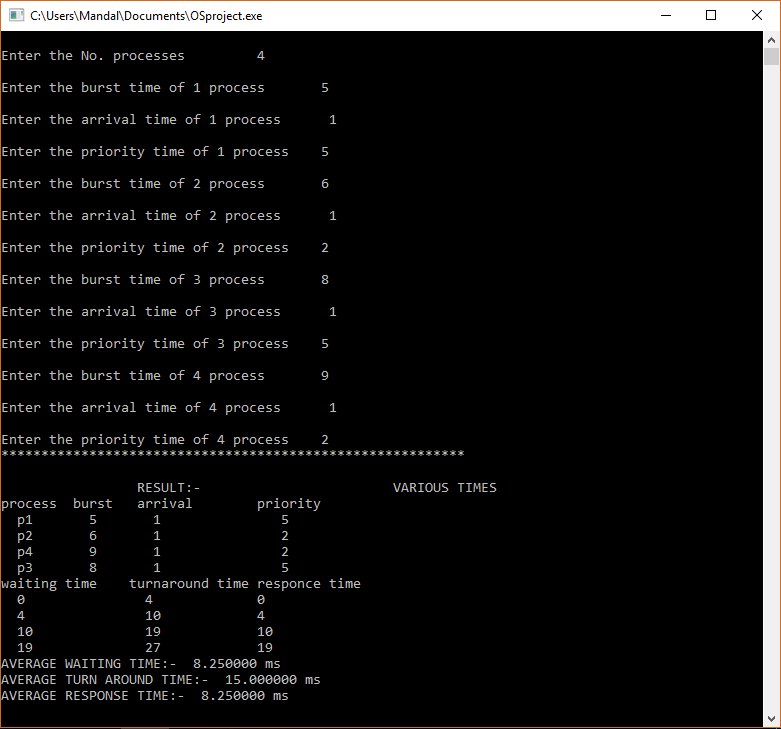 C:\Users\Mandal\Documents\OSproject.exe
Enter the No. processes 4
Enter the burst time of 1 process 5
Enter the arrival time of 1 process 1
Enter the priority time of 1 process 5
Enter the burst time of 2 process 6
Enter the arrival time of 2 process 1
Enter the priority time of 2 process 2
Enter the burst time of 3 process 8
Enter the arrival time of 3 process 1
Enter the priority time of 3 process 5
Enter the burst time of 4 process 9
Enter the arrival time of 4 process 1
Enter the priority time of 4 process 2
**********************************************************
RESULT:- VARIOUS TIMES
process burst arrival priority
p1 5 1 5
p2 6 1 2
p4 9 1 2
p3 8 1 5
waiting time turnaround time responce time
0 4 0
4 10 4
10 19 10
19 27 19
AVERAGE WAITING TIME:- 8.250000 ms
AVERAGE TURN AROUND TIME:- 15.000000 ms
AVERAGE RESPONSE TIME:- 8.250000 ms